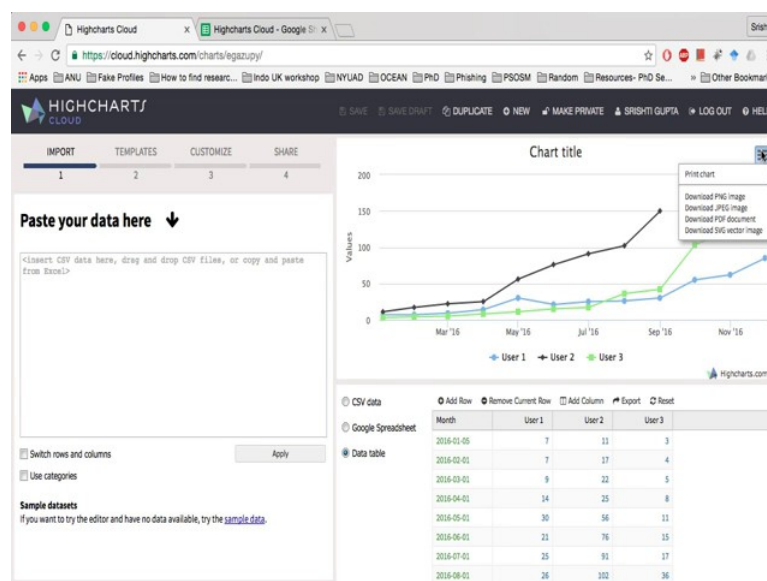 Highcharts Cloud
Highcharts Cloud - Google Sh
Srish
https://cloud.highcharts.com/charts/egazupy/
Apps ANU Fake Profiles How to find researc... Indo UK workshop NYUAD OCEAN PhD Phishing PSOSM Random Resources- PhD Se... » Other Bookmark
HIGHCHARTS
CLOUD
SAVE SAVE DRAFT DUPLICATE NEW MAKE PRIVATE SRISHTI GUPTA LOG OUT HEL
IMPORT TEMPLATES CUSTOMIZE SHARE
1 2 3 4
Paste your data here
<insert CSV data here, drag and drop CSV files, or copy and paste
from Excel>
Switch rows and columns
Apply
Use categories
Sample datasets
If you want to try the editor and have no data available, try the sample data.
Chart title
Print chart
Download PNG image
Download JPEG image
Download PDF document
Download SVG vector image
Values
200
150
100
50
0
Mar '16 May '16 Jul '16 Sep '16 Nov '16
User 1 User 2 User 3
Highcharts.com
CSV data
Google Spreadsheet
Data table
Add Row Remove Current Row Add Column Export Reset
Month User 1 User 2 User 3
2016-01-05 7 11 3
2016-02-01 7 17 4
2016-03-01 9 22 5
2016-04-01 14 25 8
2016-05-01 30 56 11
2016-06-01 21 76 15
2016-07-01 25 91 17
2016-08-01 26 102 36